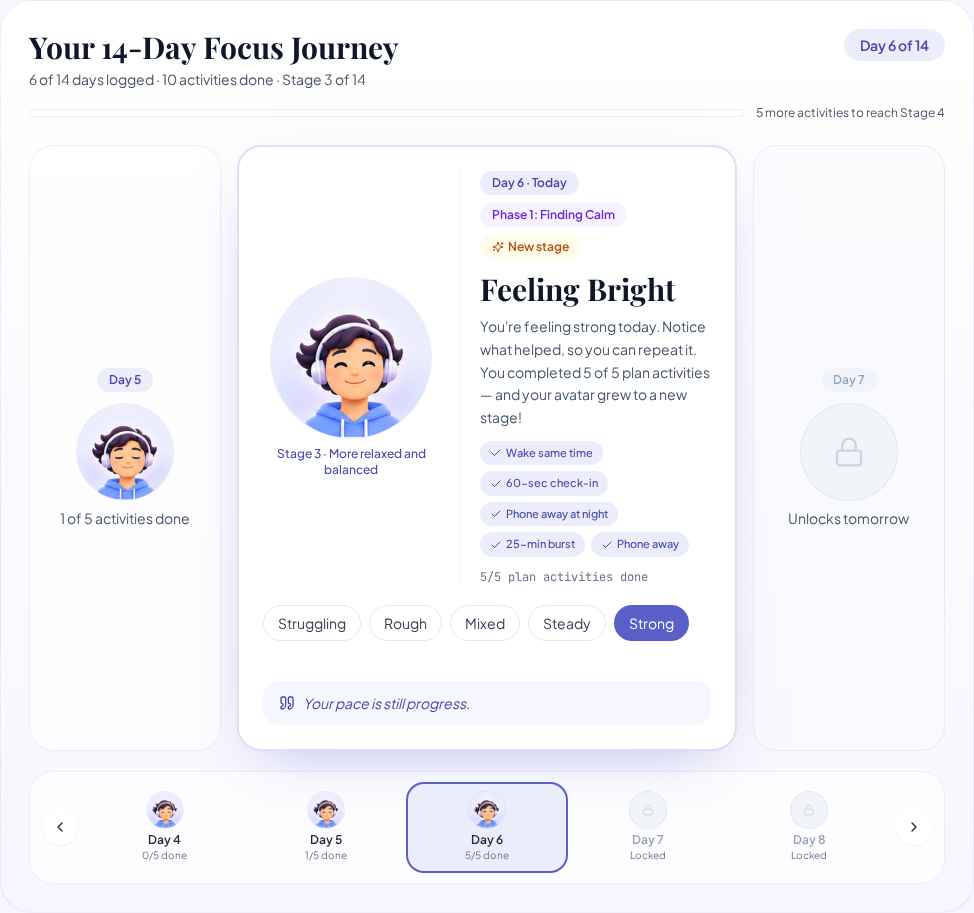 Your 14-Day Focus Journey
Day 6 of 14
6 of 14 days logged · 10 activities done · Stage 3 of 14
5 more activities to reach Stage 4
Day 5
1 of 5 activities done
Stage 3 · More relaxed and
balanced
Day 6 · Today
Phase 1: Finding Calm
New stage
Feeling Bright
You're feeling strong today. Notice
what helped, so you can repeat it.
You completed 5 of 5 plan activities
— and your avatar grew to a new
stage!
Wake same time
60-sec check-in
Phone away at night
25-min burst
Phone away
5/5 plan activities done
Struggling
Rough
Mixed
Steady
Strong
Your pace is still progress.
Day 7
Unlocks tomorrow
Day 4
0/5 done
Day 5
1/5 done
Day 6
5/5 done
Day 7
Locked
Day 8
Locked